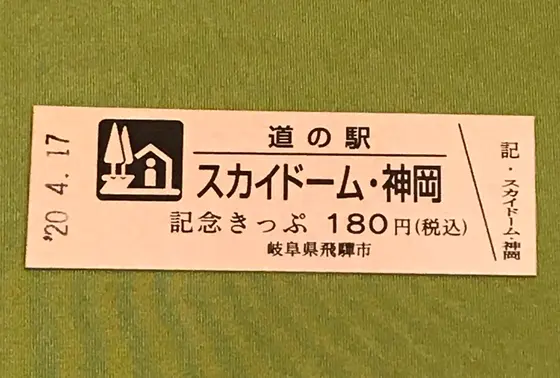 '20 4. 17
道の駅
スカイドーム・神岡
記念きっぷ 180円(税込)
岐阜県飛騨市
記・スカイドーム・神岡